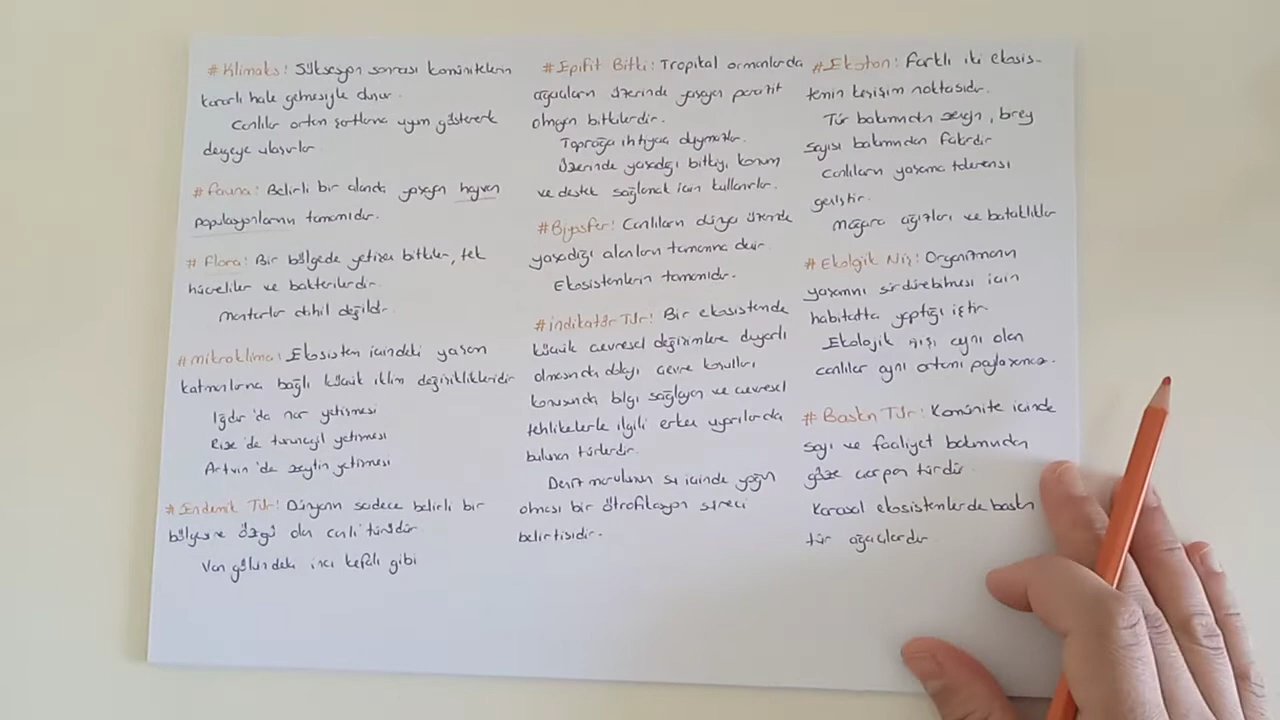 #Klimaks: Süksesyon sonrası komünitelerin
kararlı hale gelmesiyle oluşur.
Canlılar ortam şartlarına uyum göstererek
dengeye ulaşırlar
#Fauna: Belirli bir alanda yaşayan hayvan
populasyonlarının tamamıdır.
#Flora: Bir bölgede yetişen bitkiler, tek
hücreliler ve bakterilerdir.
mantarlar dahil değildir.
#mikroklima: Ekosistem içindeki yaşam
katmanlarına bağlı küçük iklim değişiklikleridir
Iğdır'da nar yetişmesi
Rize'de turunçgil yetişmesi
Artvin'de zeytin yetişmesi
#Endemik Tür: Dünyanın sadece belirli bir
bölgesine özgü olan canlı türüdür
Van gölündeki inci kefali gibi
#Epifit Bitki: Tropikal ormanlarda
ağaçların üzerinde yaşayan parazit
olmayan bitkilerdir.
Toprağa ihtiyaç duymazlar.
Üzerinde yaşadığı bitkiyi, konum
ve destek sağlamak için kullanırlar.
#Biyosfer: Canlıların dünya üzerinde
yaşadığı alanların tamamına denir.
Ekosistemlerin tamamıdır.
#indikatör Tür: Bir ekosistemde
küçük çevresel değişimlere duyarlı
olmasından dolayı çevre koşulları
konusunda bilgi sağlayan ve çevresel
tehlikelerle ilgili erken uyarılarda
bulunan türlerdir.
Deniz marulunun su içinde yoğun
olması bir ötrofikasyon süreci
belirtisidir.
#Ekoton: Farklı iki ekosis-
temin kesişim noktasıdır.
Tür bakımından zengin, birey
sayısı bakımından fakirdir
Canlıların yaşama toleransı
geniştir.
Mağara ağızları ve bataklıklar
#Ekolojik Niş: Organizmanın
yaşamını sürdürebilmesi için
habitatta yaptığı iştir.
Ekolojik nişi aynı olan
canlılar aynı ortamı paylaşamaz.
#Baskın Tür: Komünite içinde
sayı ve faaliyet bakımından
göze çarpan türdür
Karasal ekosistemlerde baskın
tür ağaçlardır